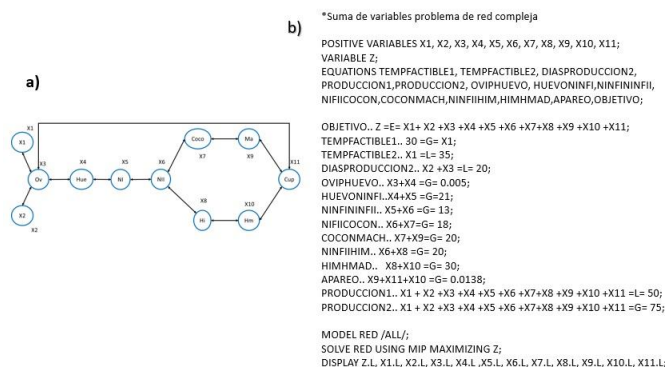 b)
*Suma de variables problema de red compleja
POSITIVE VARIABLES X1, X2, X3, X4, X5, X6, X7, X8, X9, X10, X11;
VARIABLE Z;
EQUATIONS TEMPFACTIBLE1, TEMPFACTIBLE2, DIASPRODUCCION2,
PRODUCCION1,PRODUCCION2, OVIPHUEVO, HUEVONINFI,NINFININFII,
NIFIICOCON,COCONMACH,NINFIIHIM,HIMHMAD,APAREO,OBJETIVO;
OBJETIVO.. Z =E= X1+ X2 +X3 +X4 +X5 +X6 +X7+X8 +X9 +X10 +X11;
TEMPFACTIBLE1.. 30 =G= X1;
TEMPFACTIBLE2.. X1 =L= 35;
DIASPRODUCCION2.. X2 +X3 =L= 20;
OVIPHUEVO.. X3+X4 =G= 0.005;
HUEVONINFI..X4+X5 =G=21;
NINFININFII.. X5+X6 =G= 13;
NIFIICOCON.. X6+X7=G= 18;
COCONMACH.. X7+X9=G= 20;
NINFIIHIM.. X6+X8 =G= 20;
HIMHMAD.. X8+X10 =G= 30;
APAREO.. X9+X11+X10 =G= 0.0138;
PRODUCCION1.. X1 + X2 +X3 +X4 +X5 +X6 +X7+X8 +X9 +X10 +X11 =L= 50;
PRODUCCION2.. X1 + X2 +X3 +X4 +X5 +X6 +X7+X8 +X9 +X10 +X11 =G= 75;
MODEL RED /ALL/;
SOLVE RED USING MIP MAXIMIZING Z;
DISPLAY Z.L, X1.L, X2.L, X3.L, X4.L ,X5.L, X6.L, X7.L, X8.L, X9.L, X10.L, X11.L;
a)
X1
X1
X3
Ov
X2
X2
X4
Hue
X5
NI
X6
NII
Coco
X7
Ma
X9
X8
Hi
X10
Hm
X11
Cup